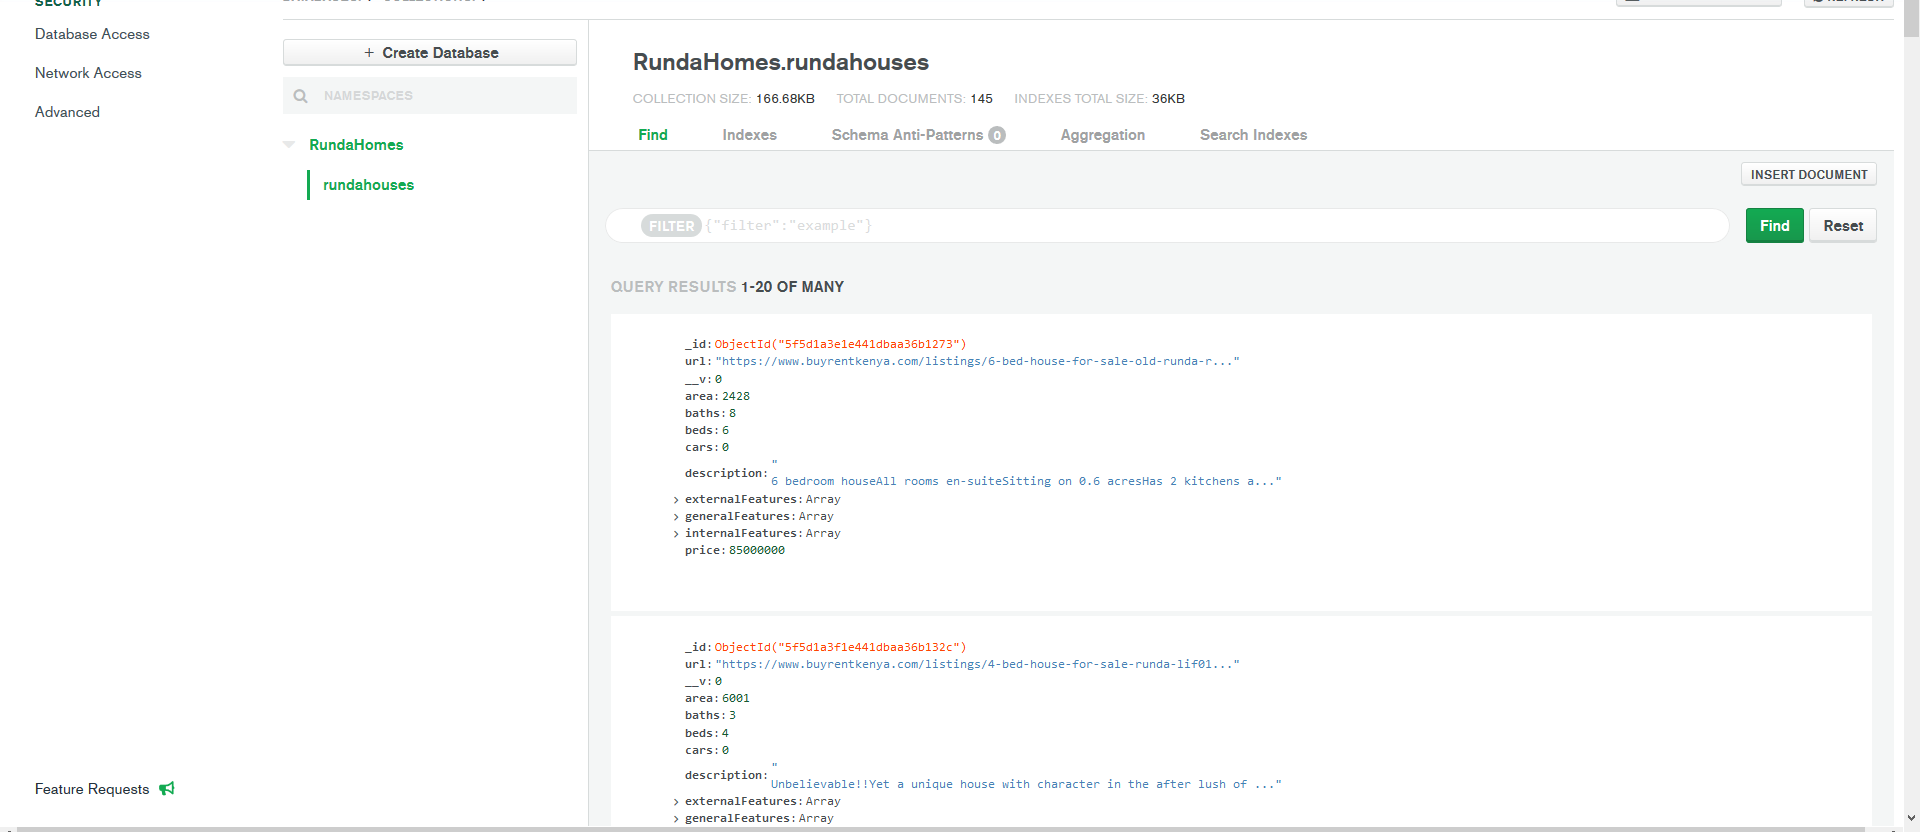 SECURITY
Database Access
Network Access
Advanced
Feature Requests
+ Create Database
NAMESPACES
RundaHomes
rundahouses
RundaHomes.rundahouses
COLLECTION SIZE: 166.68KB TOTAL DOCUMENTS: 145 INDEXES TOTAL SIZE: 36KB
Find Indexes Schema Anti-Patterns 0 Aggregation Search Indexes
INSERT DOCUMENT
FILTER {"filter":"example"} Find Reset
QUERY RESULTS 1-20 OF MANY
_id:ObjectId("5f5d1a3e1e441dbaa36b1273")
url:"https://www.buyrentkenya.com/listings/6-bed-house-for-sale-old-runda-r..."
__v:0
area:2428
baths:8
beds:6
cars:0
description:"
6 bedroom houseAll rooms en-suiteSitting on 0.6 acresHas 2 kitchens a..."
externalFeatures:Array
generalFeatures:Array
internalFeatures:Array
price:85000000
_id:ObjectId("5f5d1a3f1e441dbaa36b132c")
url:"https://www.buyrentkenya.com/listings/4-bed-house-for-sale-runda-lif01..."
__v:0
area:6001
baths:3
beds:4
cars:0
description:"
Unbelievable!!Yet a unique house with character in the after lush of ..."
externalFeatures:Array
generalFeatures:Array